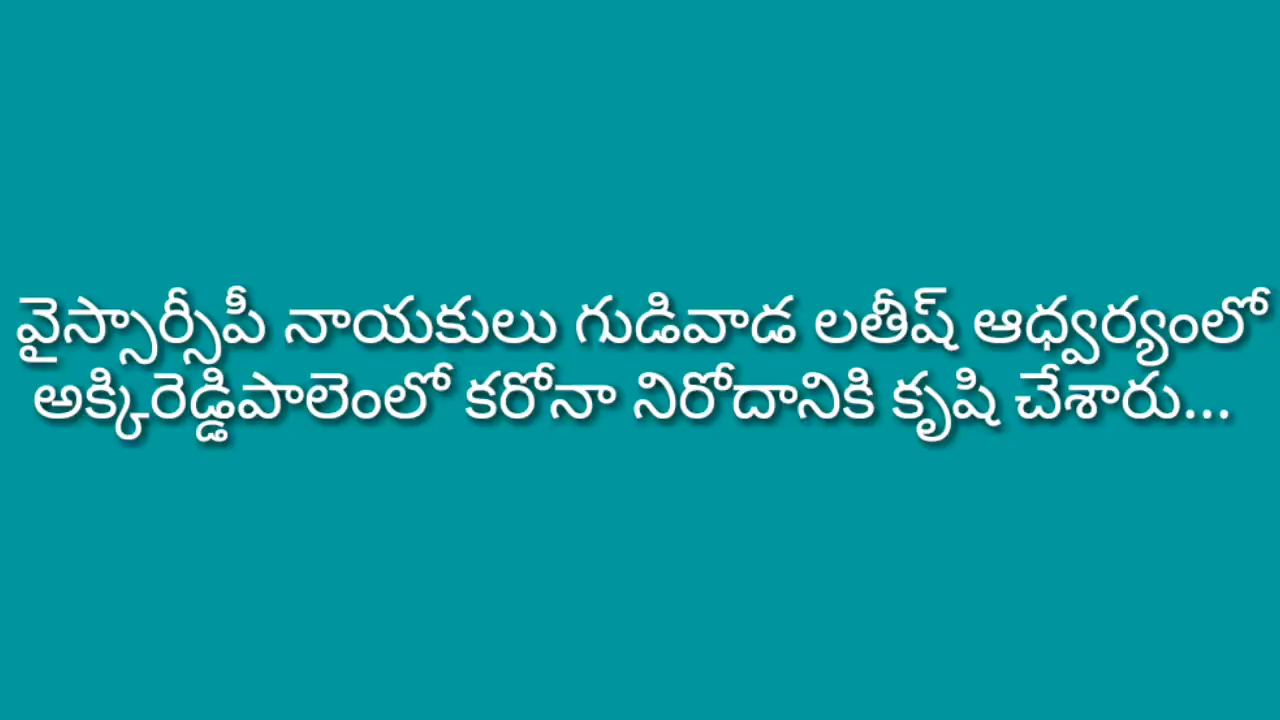 వైస్సార్సీపీ నాయకులు గుడివాడ లతీష్ ఆధ్వర్యంలో
అక్కిరెడ్డిపాలెంలో కరోనా నిరోదానికి కృషి చేశారు...